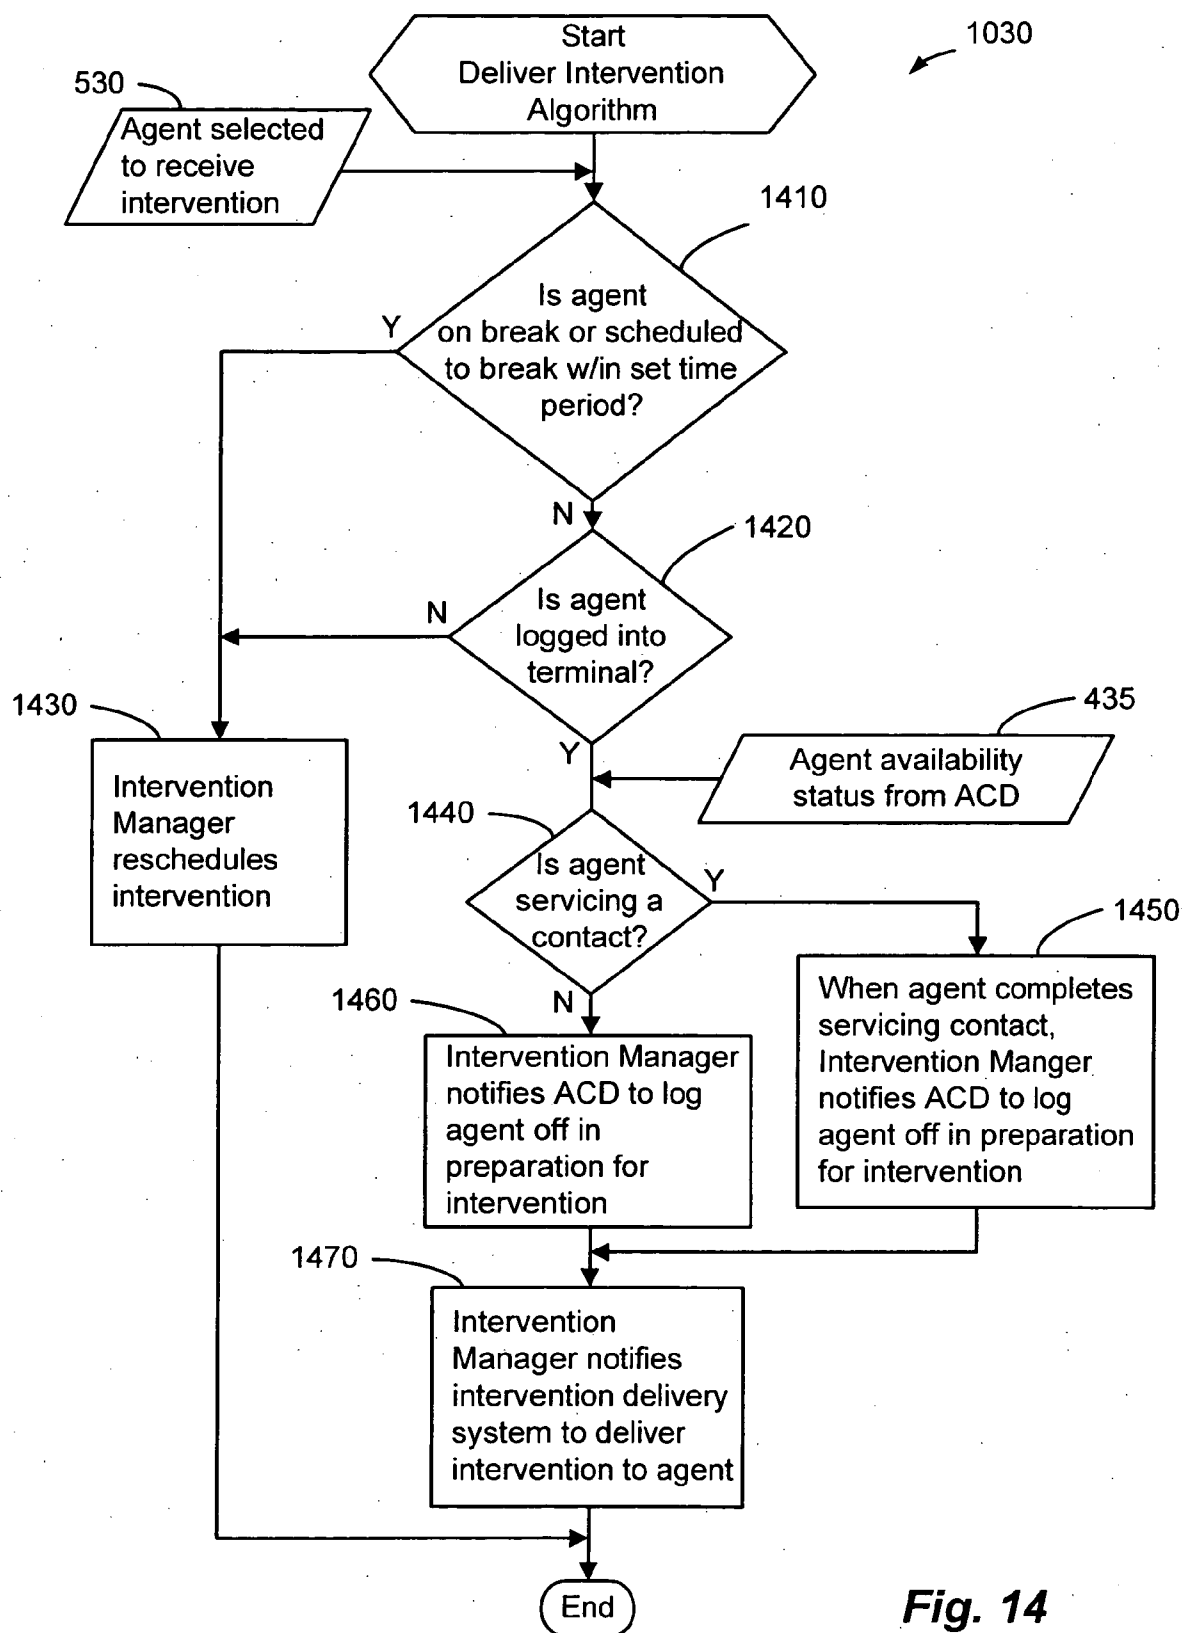 Start
Deliver Intervention
Algorithm
1030
530
Agent selected
to receive
intervention
1410
Is agent
on break or scheduled
to break w/in set time
period?
Y
N
1420
Is agent
logged into
terminal?
N
Y
1430
Intervention
Manager
reschedules
intervention
435
Agent availability
status from ACD
1440
Is agent
servicing a
contact?
Y
N
1450
When agent completes
servicing contact,
Intervention Manger
notifies ACD to log
agent off in preparation
for intervention
1460
Intervention Manager
notifies ACD to log
agent off in
preparation for
intervention
1470
Intervention
Manager notifies
intervention delivery
system to deliver
intervention to agent
End
Fig. 14